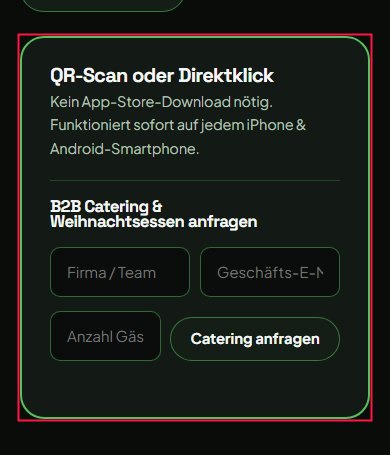 QR-Scan oder Direktklick
Kein App-Store-Download nötig.
Funktioniert sofort auf jedem iPhone &
Android-Smartphone.
B2B Catering &
Weihnachtsessen anfragen
Firma / Team
Geschäfts-E-M
Anzahl Gäs
Catering anfragen